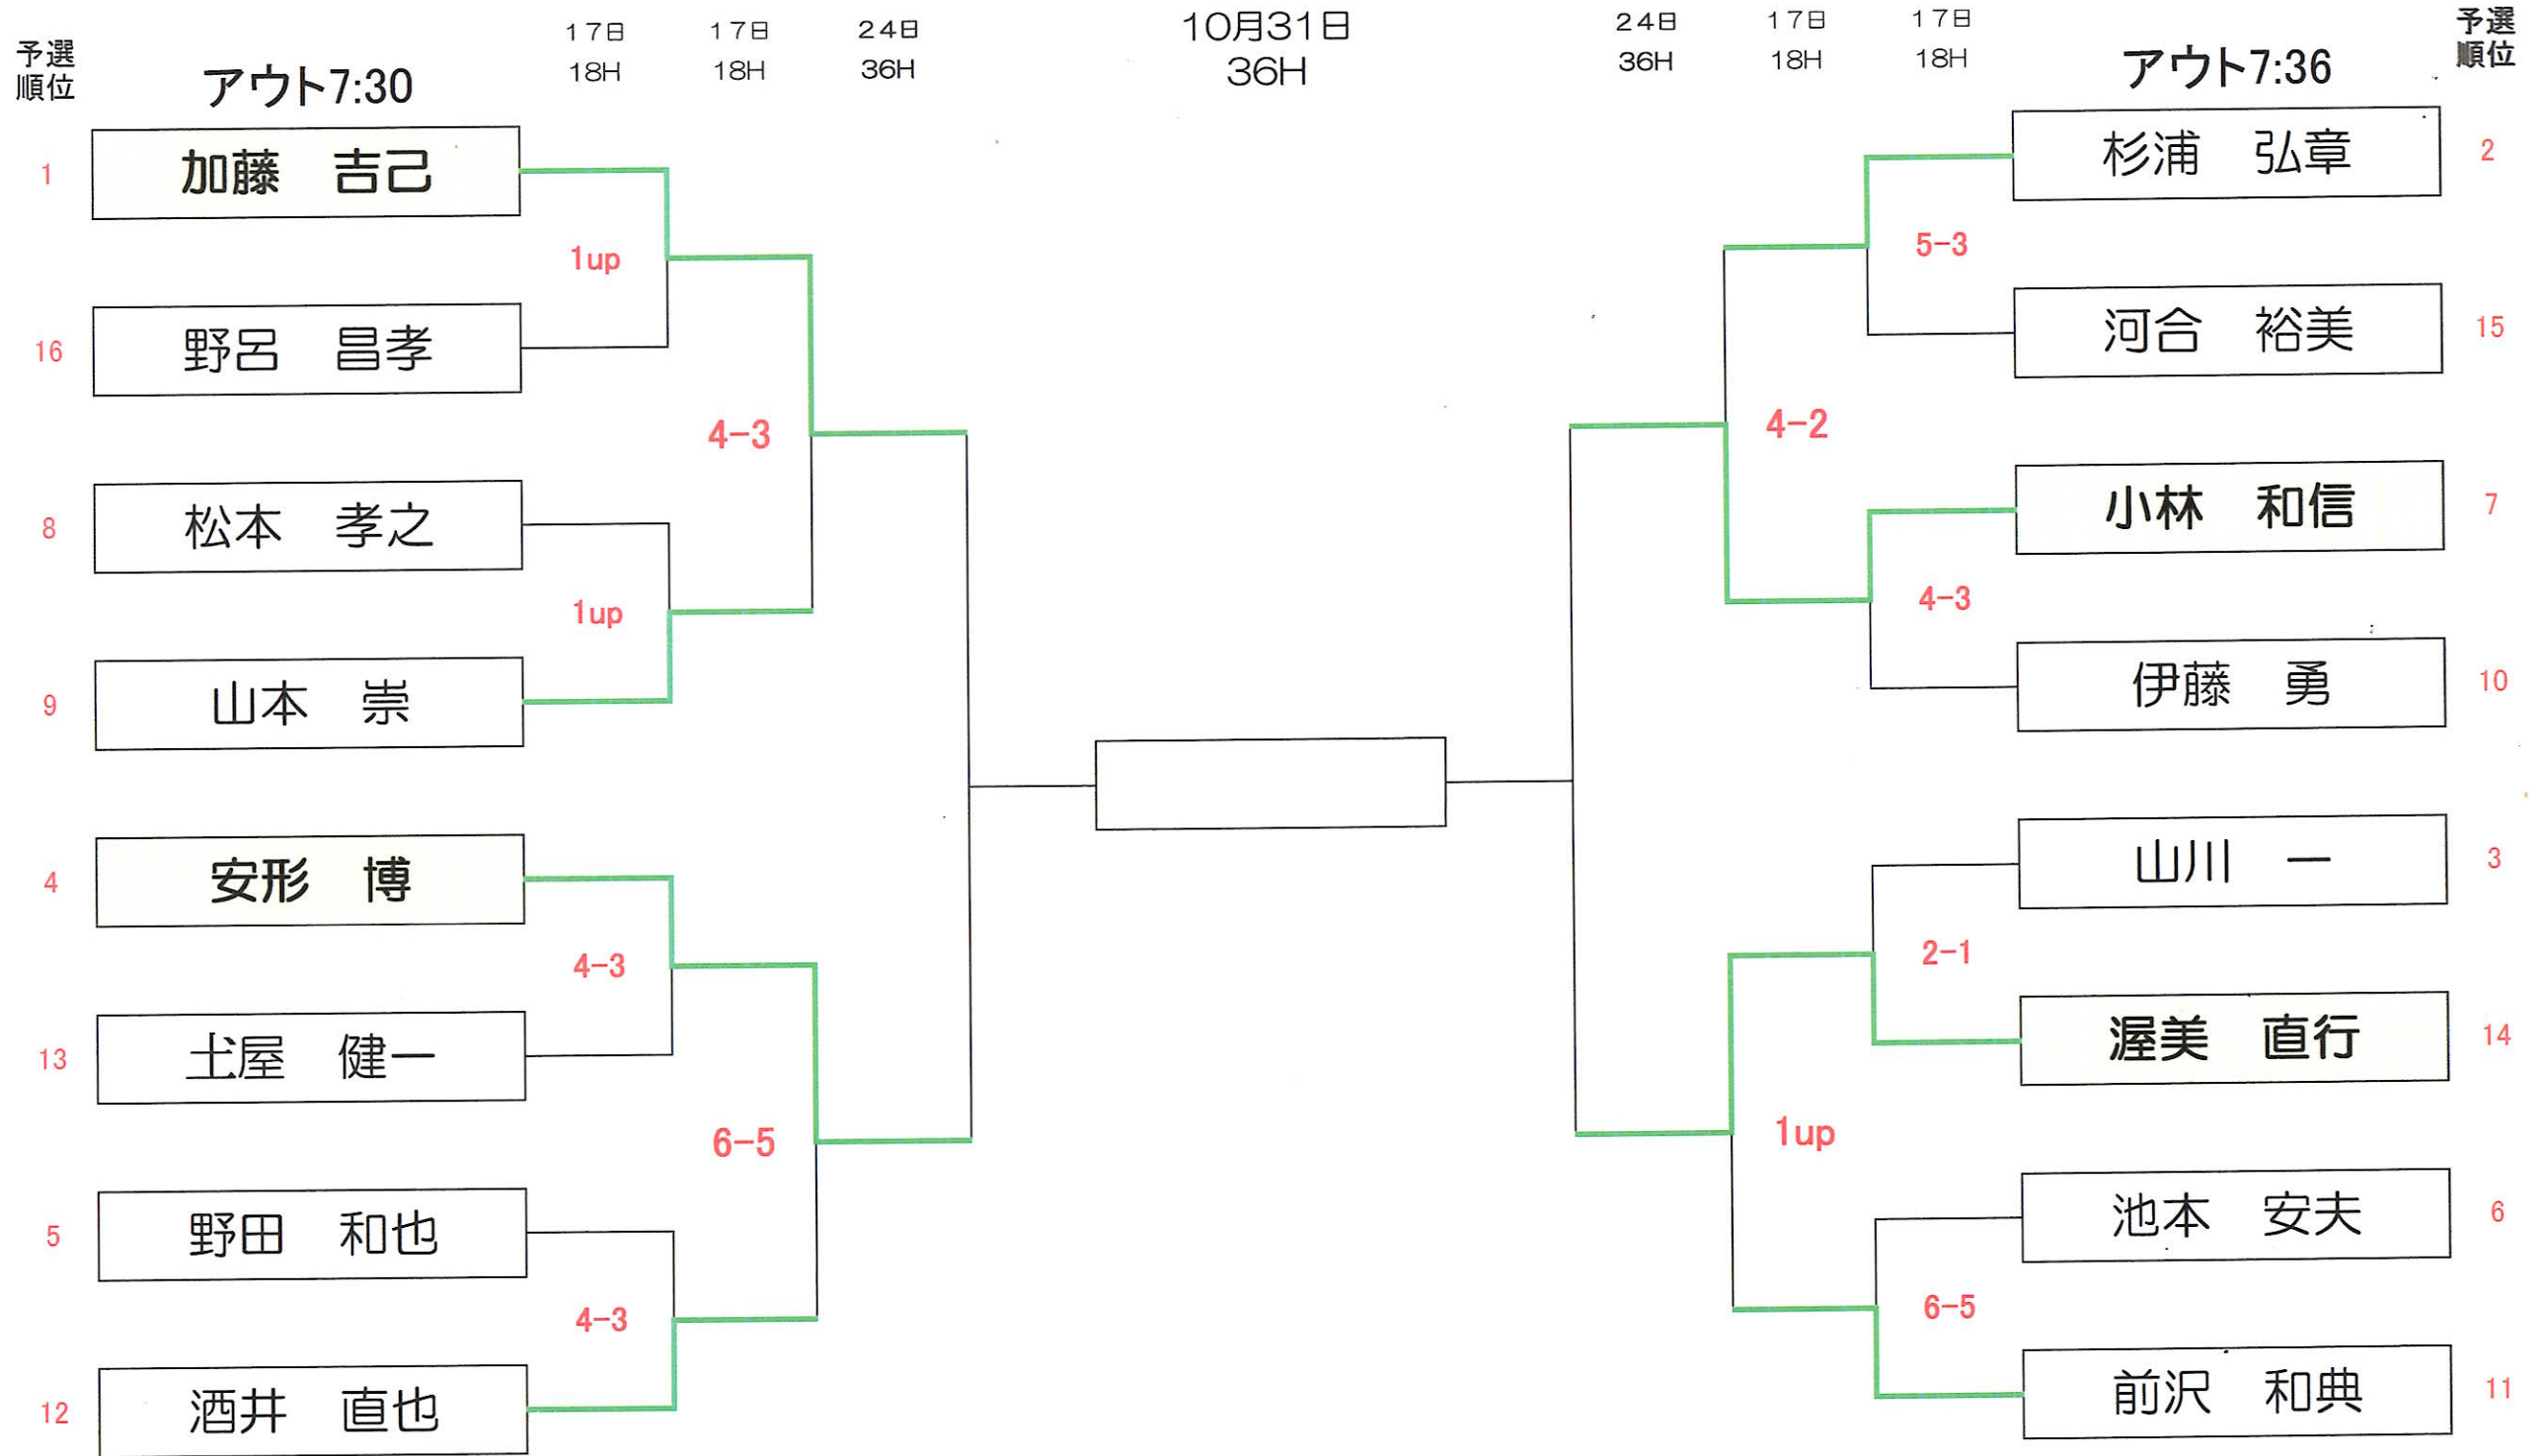 予選
順位
アウト7:30
17日
18H
17日
18H
24日
36H
10月31日
36H
24日
36H
17日
18H
17日
18H
アウト7:36
予選
順位
1
加藤 吉己
1up
16
野呂 昌孝
4-3
8
松本 孝之
1up
9
山本 崇
4
安形 博
4-3
13
土屋 健一
6-5
5
野田 和也
4-3
12
酒井 直也
杉浦 弘章
2
5-3
河合 裕美
15
4-2
小林 和信
7
4-3
伊藤 勇
10
山川 一
3
2-1
渥美 直行
14
1up
池本 安夫
6
6-5
前沢 和典
11